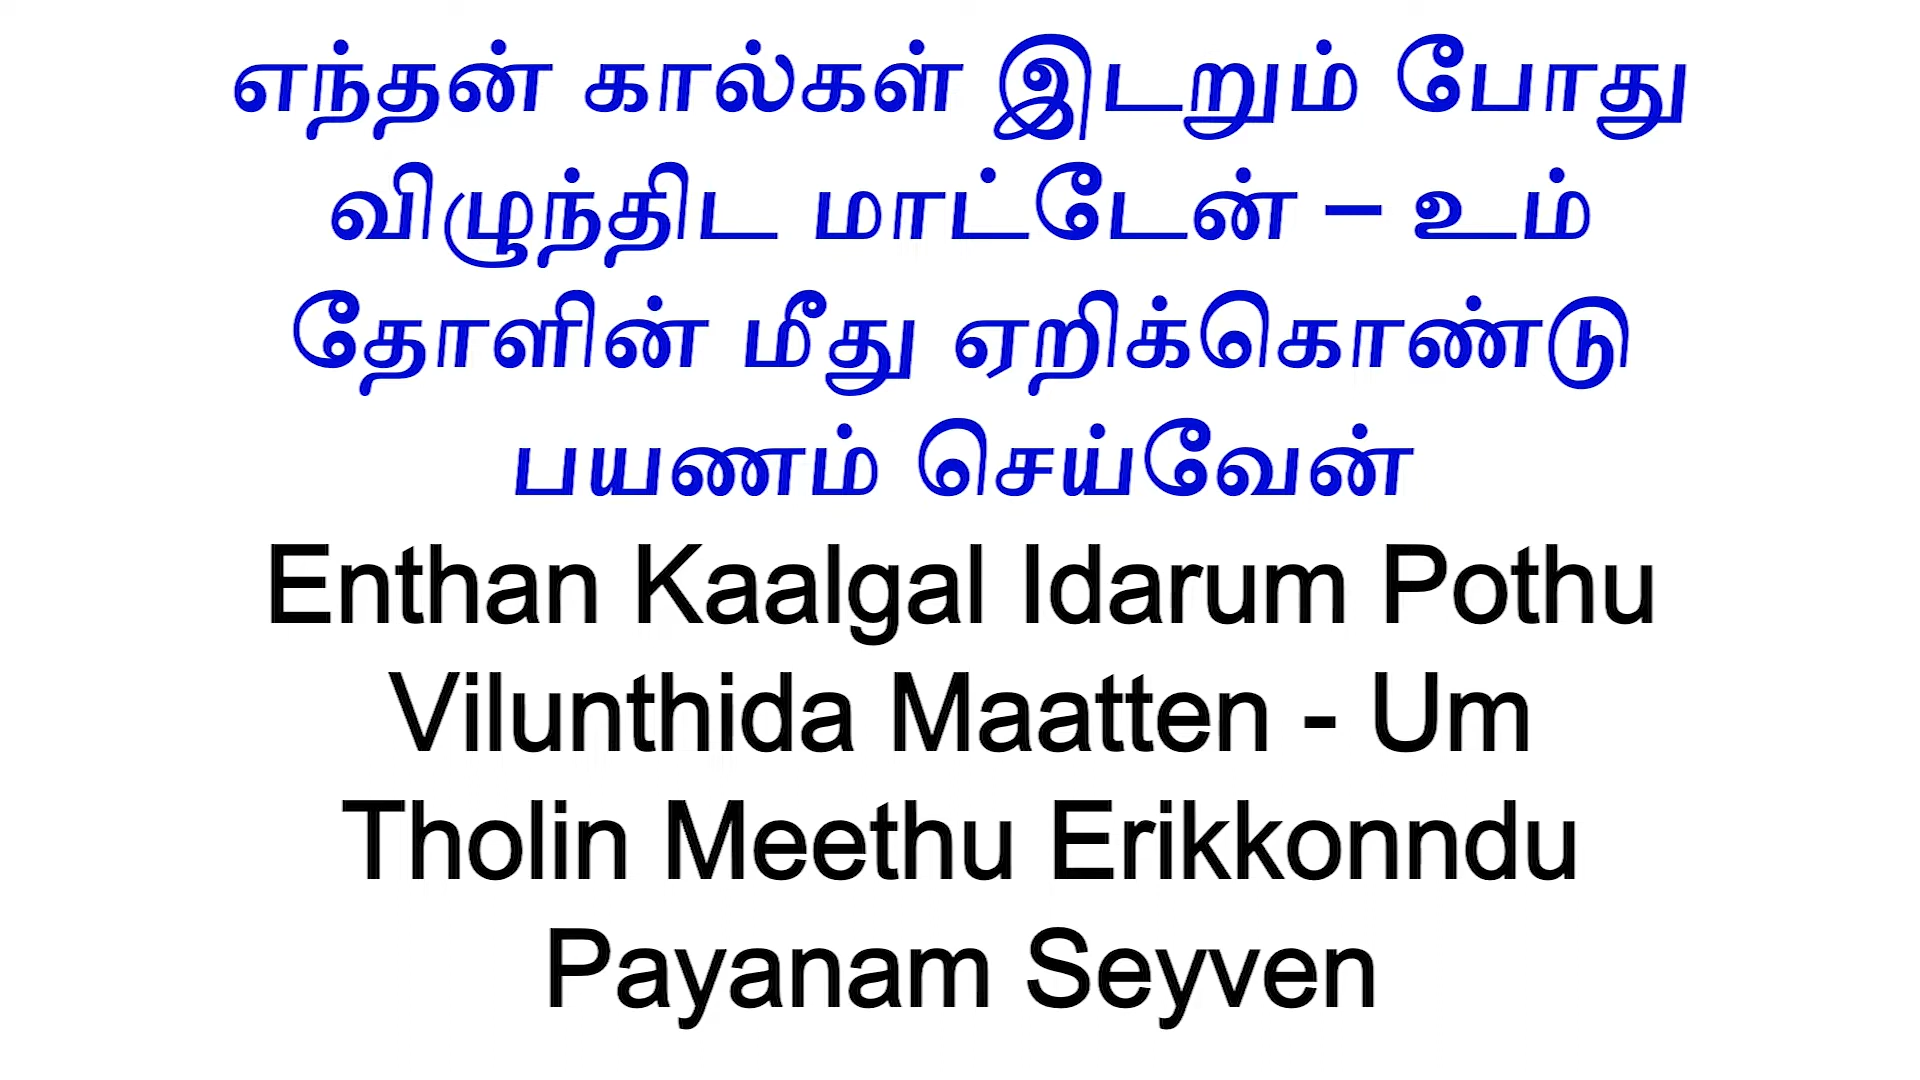 எந்தன் கால்கள் இடறும் போது
விழுந்திட மாட்டேன் – உம்
தோளின் மீது ஏறிக்கொண்டு
பயணம் செய்வேன்
Enthan Kaalgal Idarum Pothu
Vilunthida Maatten - Um
Tholin Meethu Erikkonndu
Payanam Seyven